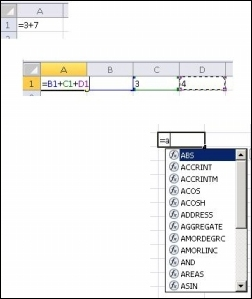 A
1 =3+7
A B C D
1 =B1+C1+D1 3 4
=a
ABS
ACCRINT
ACCRINTM
ACOS
ACOSH
ADDRESS
AGGREGATE
AMORDEGRC
AMORLINC
AND
AREAS
ASIN